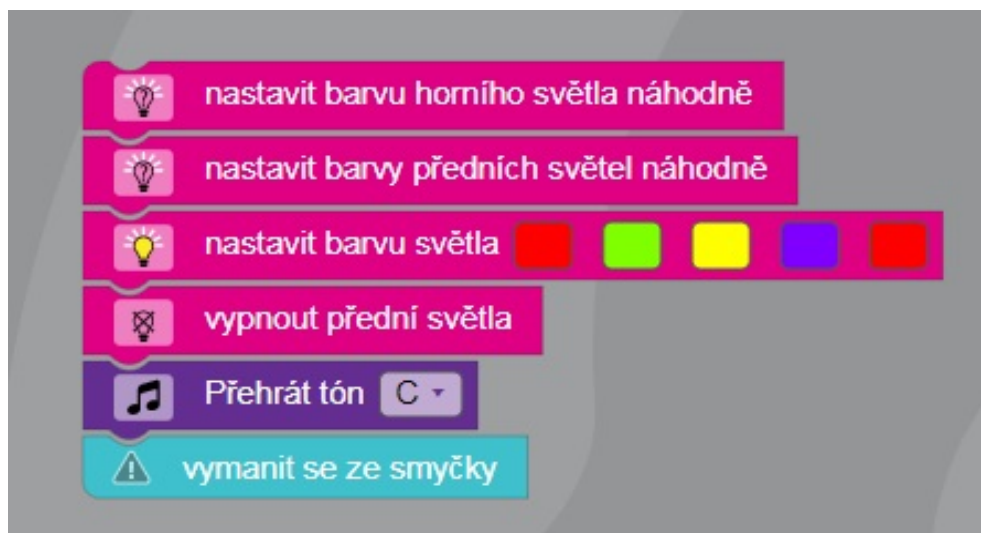 nastavit barvu horního světla náhodně
nastavit barvy předních světel náhodně
nastavit barvu světla
vypnout přední světla
Přehrát tón C
vymanit se ze smyčky